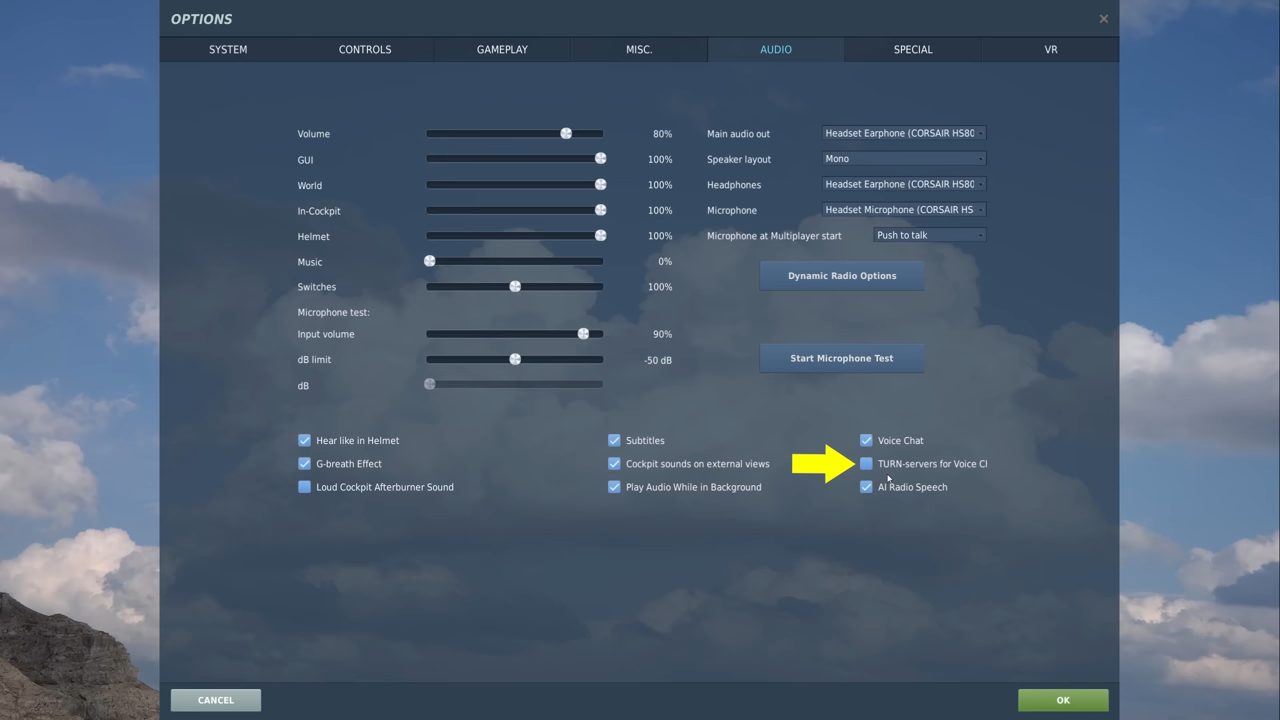 OPTIONS
SYSTEM CONTROLS GAMEPLAY MISC. AUDIO SPECIAL VR
Volume 80% Main audio out Headset Earphone (CORSAIR HS80
GUI 100% Speaker layout Mono
World 100% Headphones Headset Earphone (CORSAIR HS80
In-Cockpit 100% Microphone Headset Microphone (CORSAIR HS
Helmet 100% Microphone at Multiplayer start Push to talk
Music 0%
Dynamic Radio Options
Switches 100%
Microphone test:
Input volume 90%
dB limit -50 dB Start Microphone Test
dB
Hear like in Helmet Subtitles Voice Chat
G-breath Effect Cockpit sounds on external views TURN-servers for Voice Cl
Loud Cockpit Afterburner Sound Play Audio While in Background AI Radio Speech
CANCEL OK